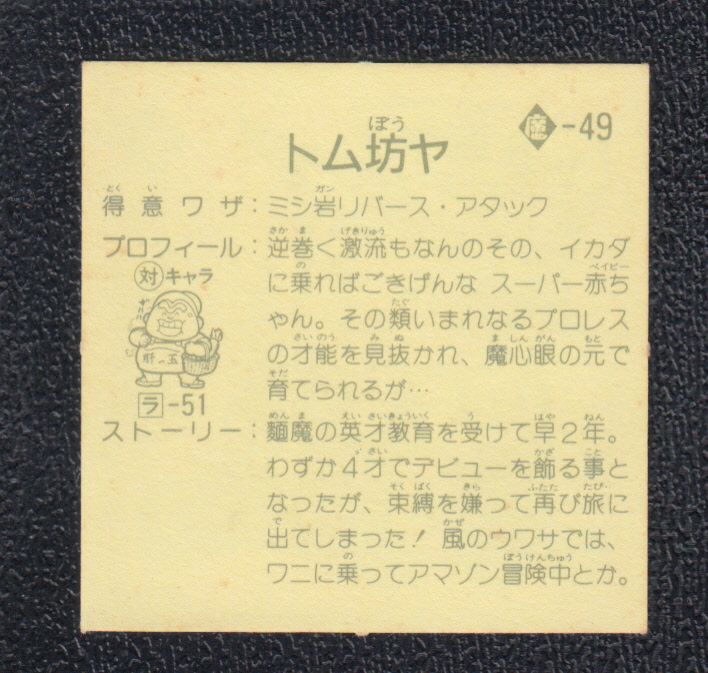 トム坊ヤ -49
得意ワザ：ミシ岩リバース・アタック
プロフィール：逆巻く激流もなんのその、イカダ
に乗ればごきげんな スーパー赤ち
ゃん。その類いまれなるプロレス
の才能を見抜かれ、魔心眼の元で
育てられるが…
対キャラ
肝っ玉
ラ-51
ストーリー：麺魔の英才教育を受けて早2年。
わずか4才でデビューを飾る事と
なったが、束縛を嫌って再び旅に
出てしまった！ 風のウワサでは、
ワニに乗ってアマゾン冒険中とか。